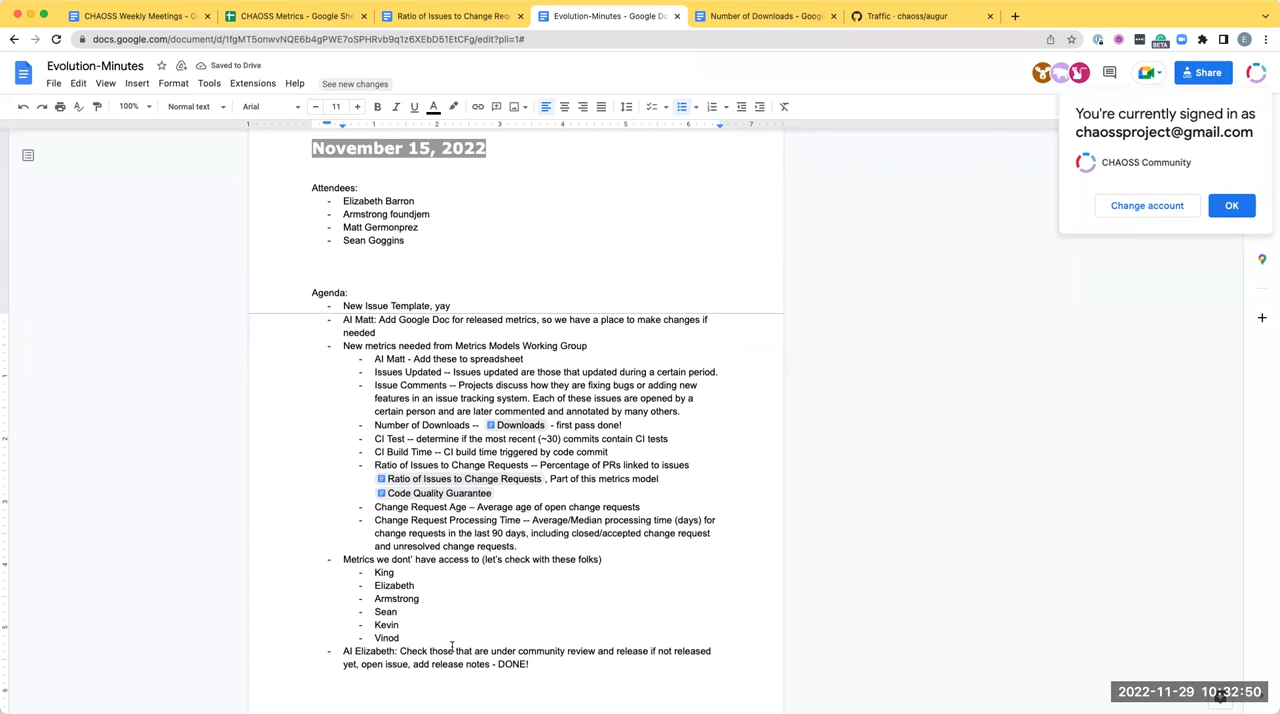 CHAOSS Weekly Meetings - G
CHAOSS Metrics - Google She
Ratio of Issues to Change Requ
Evolution-Minutes - Google Do
Number of Downloads - Google
Traffic · chaoss/augur
docs.google.com/document/d/1fgMT5onwvNQE6b4gPWE7oSPHRvb9q1z6XEbD51EtCFg/edit?pli=1#
BETA
E
Evolution-Minutes
Saved to Drive
File Edit View Insert Format Tools Extensions Help
See new changes
Share
100%
Normal text
Arial
11
You're currently signed in as
chaossproject@gmail.com
CHAOSS Community
Change account
OK
November 15, 2022
Attendees:
- Elizabeth Barron
- Armstrong foundjem
- Matt Germonprez
- Sean Goggins
Agenda:
- New Issue Template, yay
- AI Matt: Add Google Doc for released metrics, so we have a place to make changes if
needed
- New metrics needed from Metrics Models Working Group
- AI Matt - Add these to spreadsheet
- Issues Updated -- Issues updated are those that updated during a certain period.
- Issue Comments -- Projects discuss how they are fixing bugs or adding new
features in an issue tracking system. Each of these issues are opened by a
certain person and are later commented and annotated by many others.
- Number of Downloads -- Downloads - first pass done!
- CI Test -- determine if the most recent (~30) commits contain CI tests
- CI Build Time -- CI build time triggered by code commit
- Ratio of Issues to Change Requests -- Percentage of PRs linked to issues
Ratio of Issues to Change Requests , Part of this metrics model
Code Quality Guarantee
- Change Request Age – Average age of open change requests
- Change Request Processing Time -- Average/Median processing time (days) for
change requests in the last 90 days, including closed/accepted change request
and unresolved change requests.
- Metrics we dont' have access to (let's check with these folks)
- King
- Elizabeth
- Armstrong
- Sean
- Kevin
- Vinod
- AI Elizabeth: Check those that are under community review and release if not released
yet, open issue, add release notes - DONE!
2022-11-29 10:32:50